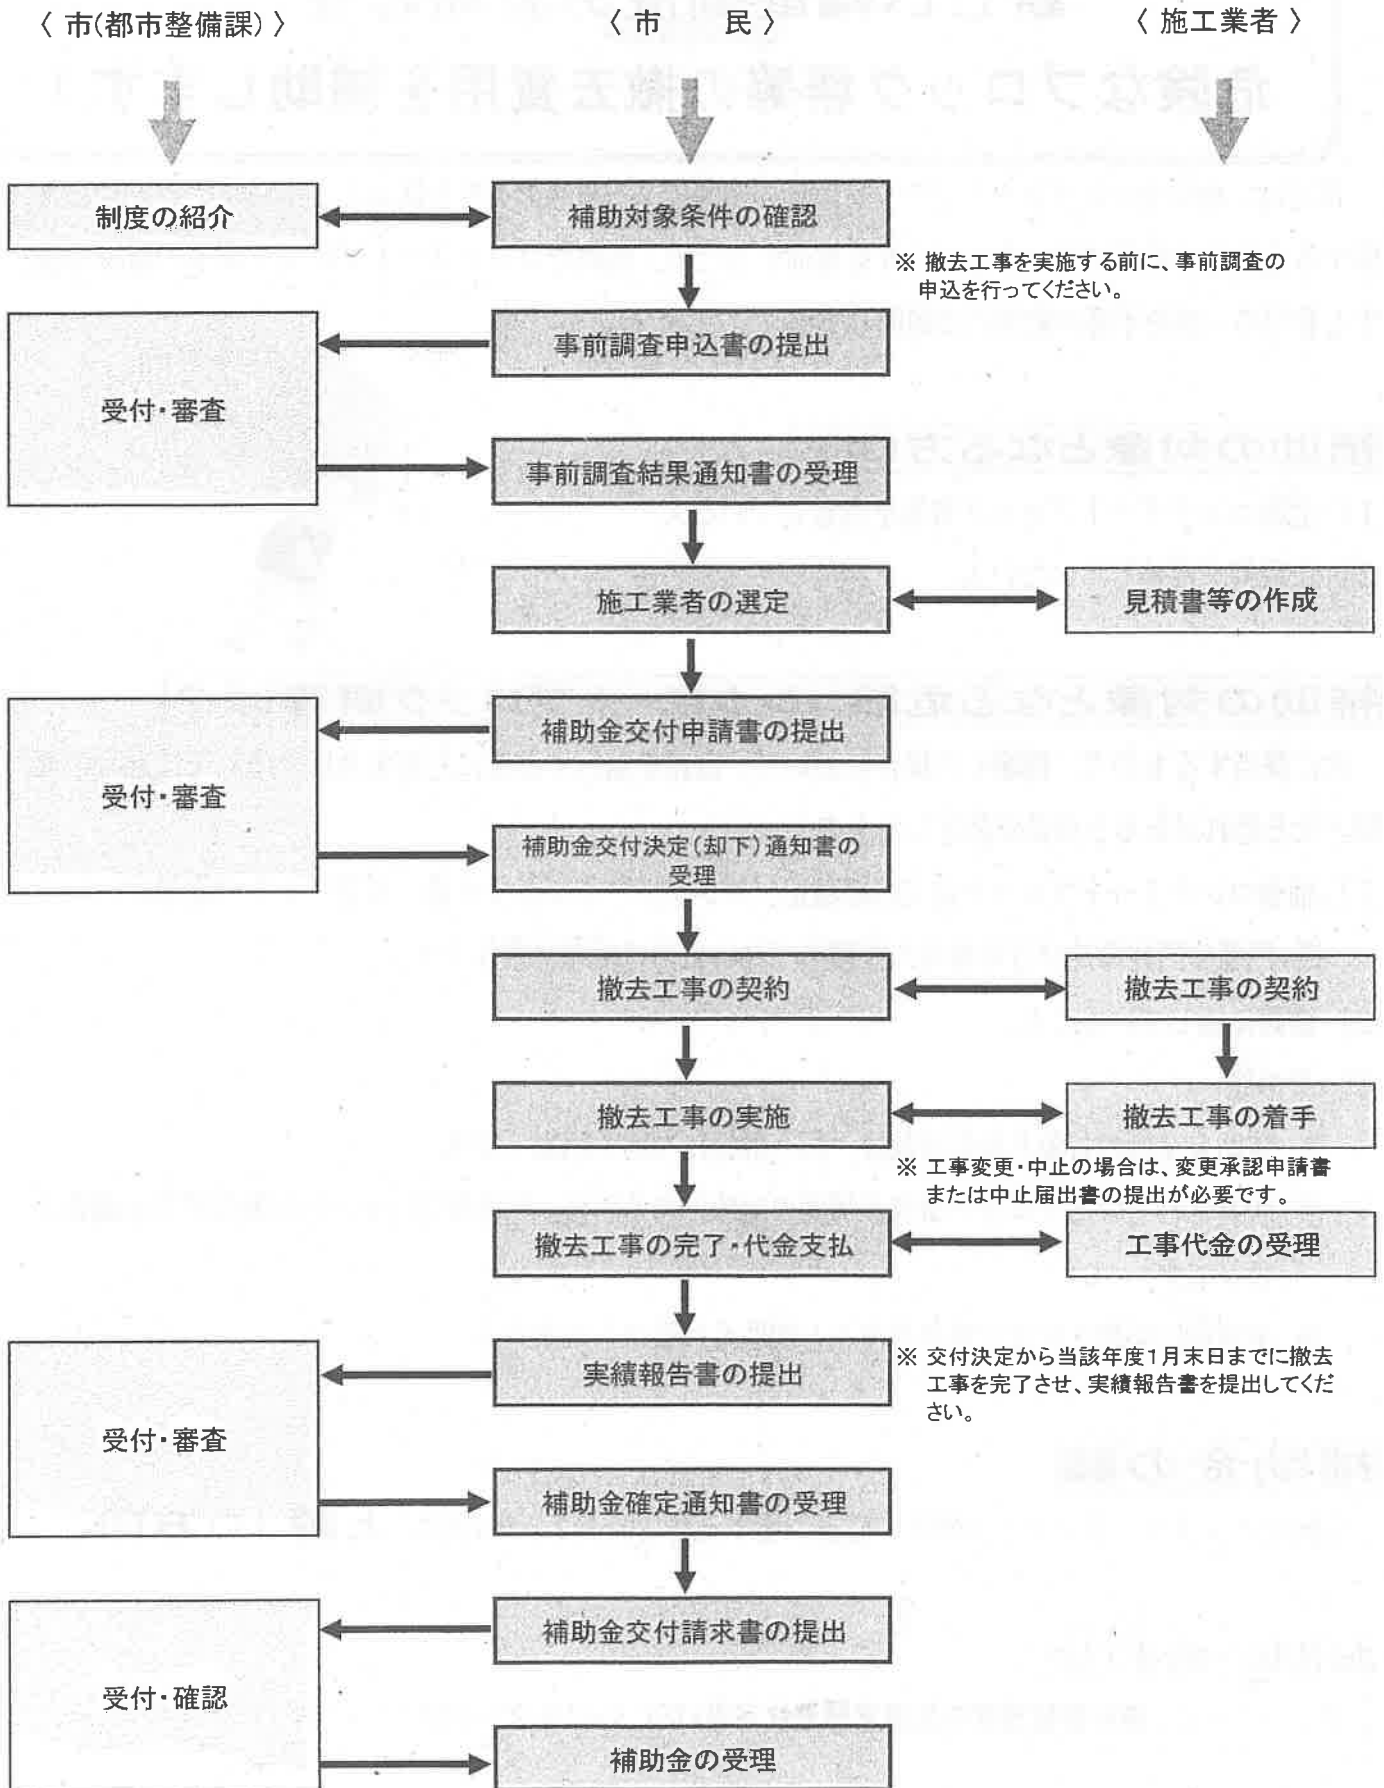 〈 市(都市整備課) 〉
〈 市　　民 〉
〈 施工業者 〉
制度の紹介
補助対象条件の確認
※ 撤去工事を実施する前に、事前調査の
申込を行ってください。
事前調査申込書の提出
受付・審査
事前調査結果通知書の受理
施工業者の選定
見積書等の作成
補助金交付申請書の提出
受付・審査
補助金交付決定(却下)通知書の
受理
撤去工事の契約
撤去工事の契約
撤去工事の実施
撤去工事の着手
※ 工事変更・中止の場合は、変更承認申請書
または中止届出書の提出が必要です。
撤去工事の完了・代金支払
工事代金の受理
実績報告書の提出
※ 交付決定から当該年度1月末日までに撤去
工事を完了させ、実績報告書を提出してくだ
さい。
受付・審査
補助金確定通知書の受理
補助金交付請求書の提出
受付・確認
補助金の受理